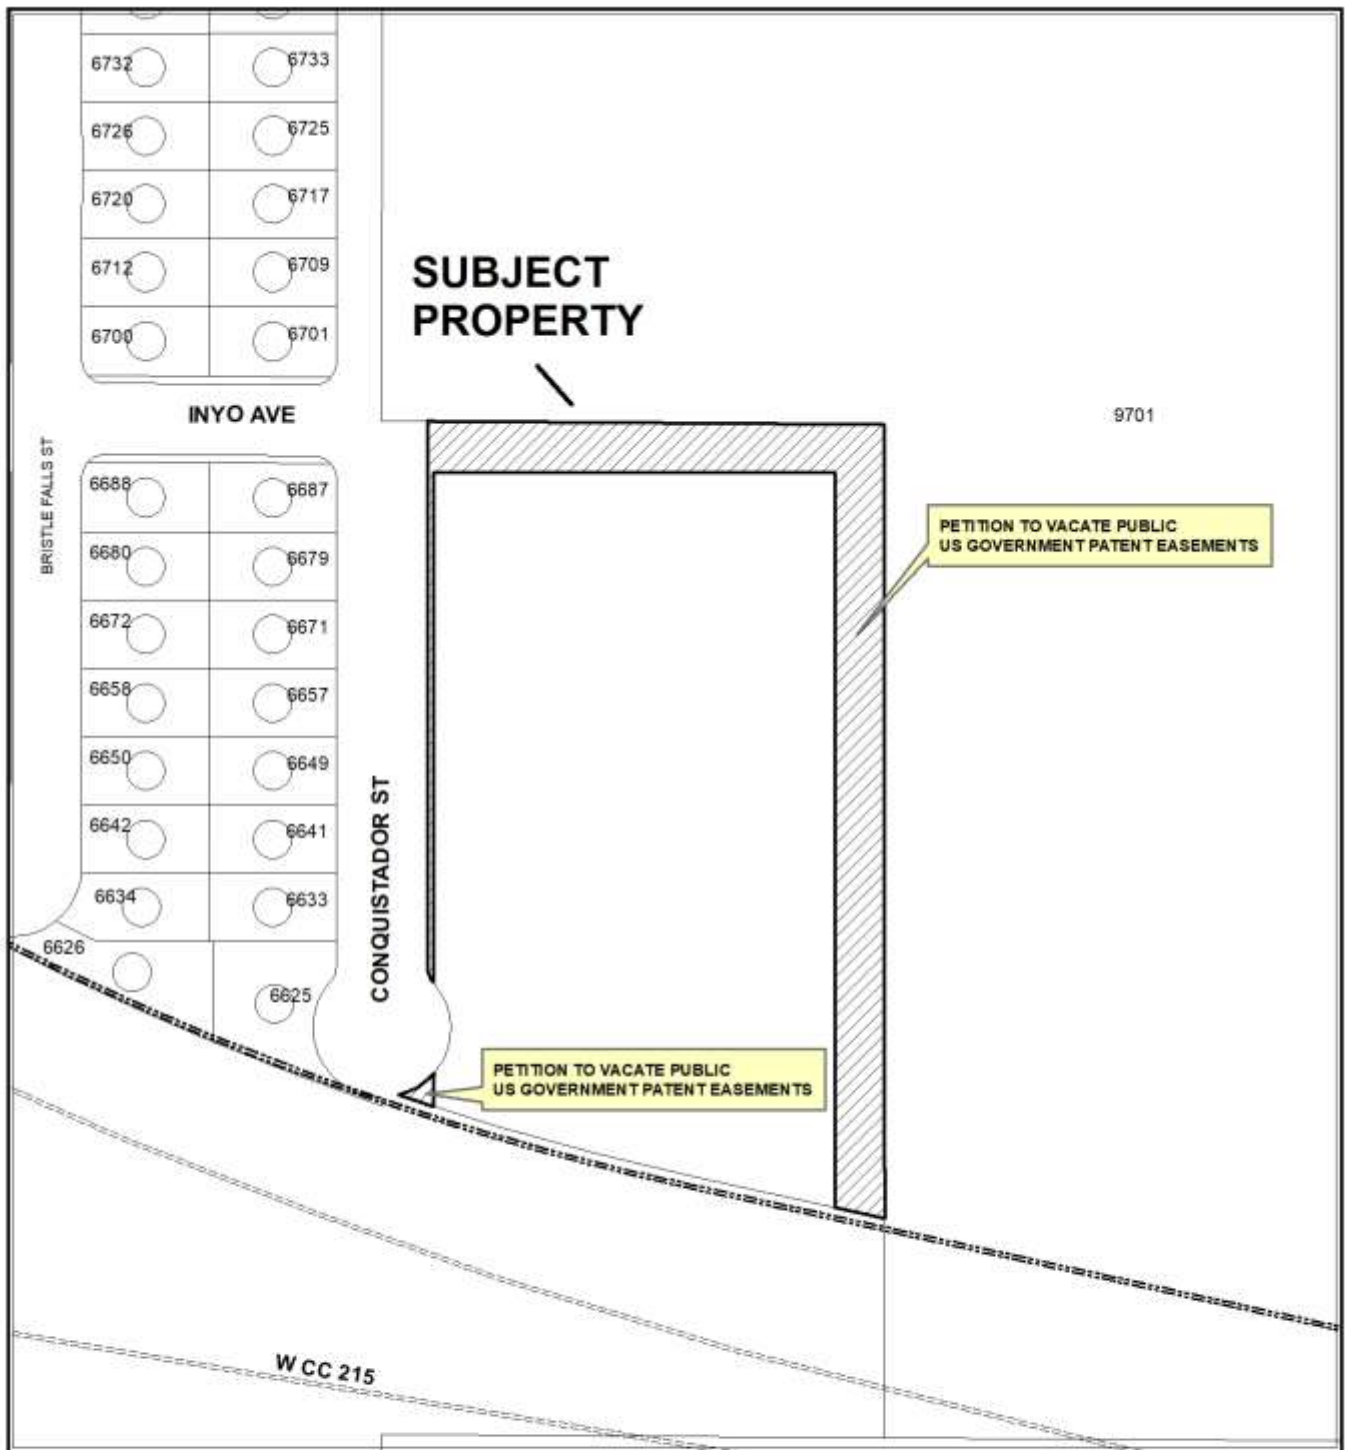 6732
6733
6726
6725
6720
6717
6712
6709
6700
6701
SUBJECT
PROPERTY
INYO AVE
9701
BRISTLE FALLS ST
6688
6687
6680
6679
6672
6671
6658
6657
6650
6649
6642
6641
6634
6633
6626
6625
CONQUISTADOR ST
PETITION TO VACATE PUBLIC
US GOVERNMENT PATENT EASEMENTS
PETITION TO VACATE PUBLIC
US GOVERNMENT PATENT EASEMENTS
W CC 215